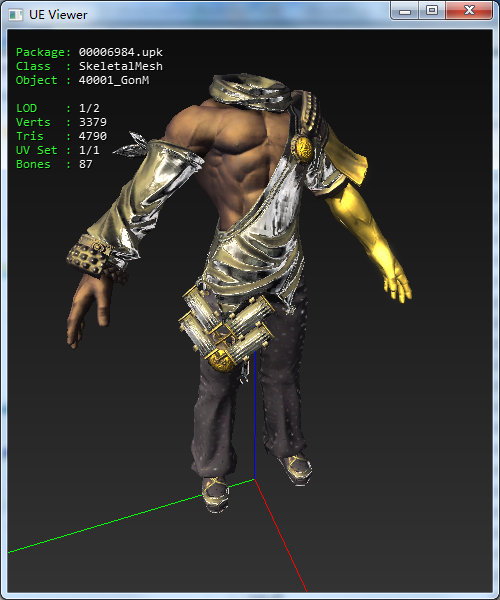 UE Viewer
Package: 00006984.upk
Class : SkeletalMesh
Object : 40001_GonM
LOD : 1/2
Verts : 3379
Tris : 4790
UV Set : 1/1
Bones : 87